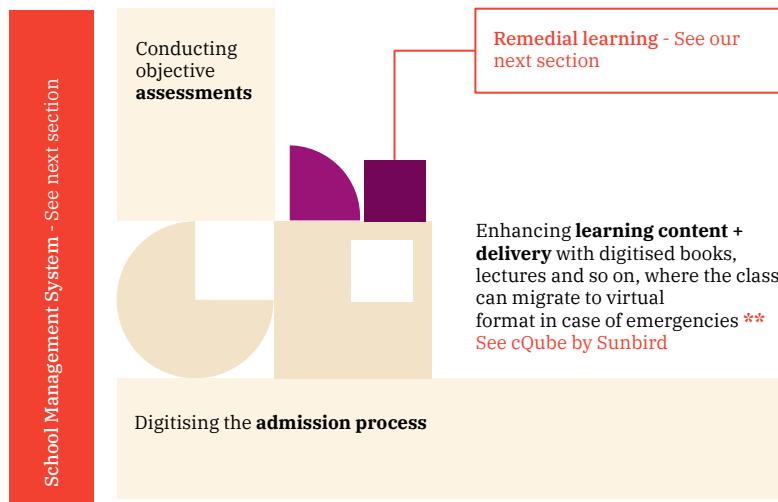 School Management System - See next section
Conducting
objective
assessments
Remedial learning - See our
next section
Enhancing learning content +
delivery with digitised books,
lectures and so on, where the class
can migrate to virtual
format in case of emergencies **
See cQube by Sunbird
Digitising the admission process